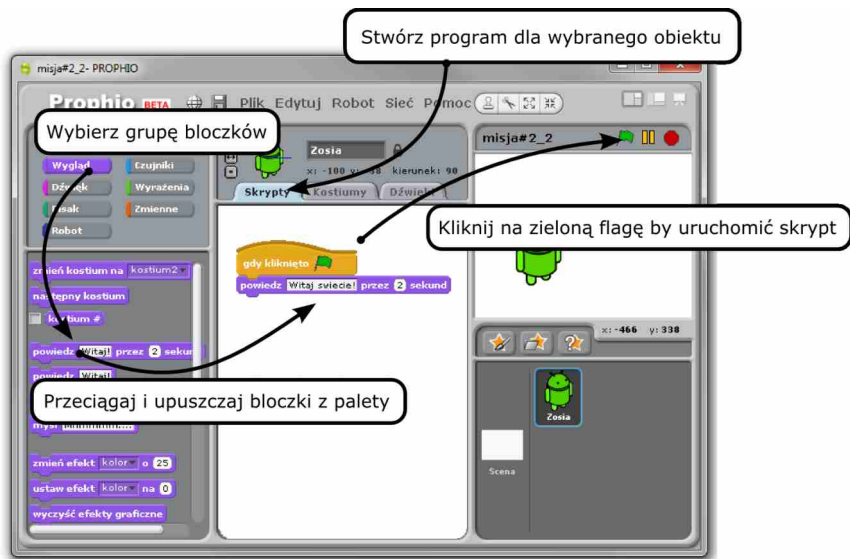 Stwórz program dla wybranego obiektu
misja#2_2- PROPHIO
Prophio BETA
Plik Edytuj Robot Sieć Pomoc
Wybierz grupę bloczków
Wygląd
Czujniki
Dźwięk
Wyrażenia
Pisak
Zmienne
Robot
Zosia
x: -100 y: -38 kierunek: 90
Skrypty
Kostiumy
Dźwięki
misja#2_2
Kliknij na zieloną flagę by uruchomić skrypt
gdy kliknięto
powiedz Witaj swiecie! przez 2 sekund
zmień kostium na kostium2
następny kostium
kostium #
powiedz Witaj! przez 2 sekund
powiedz Witaj!
Przeciągaj i upuszczaj bloczki z palety
myśl Hmmmmm....
zmień efekt kolor o 25
ustaw efekt kolor na 0
wyczyść efekty graficzne
x: -466 y: 338
Zosia
Scena